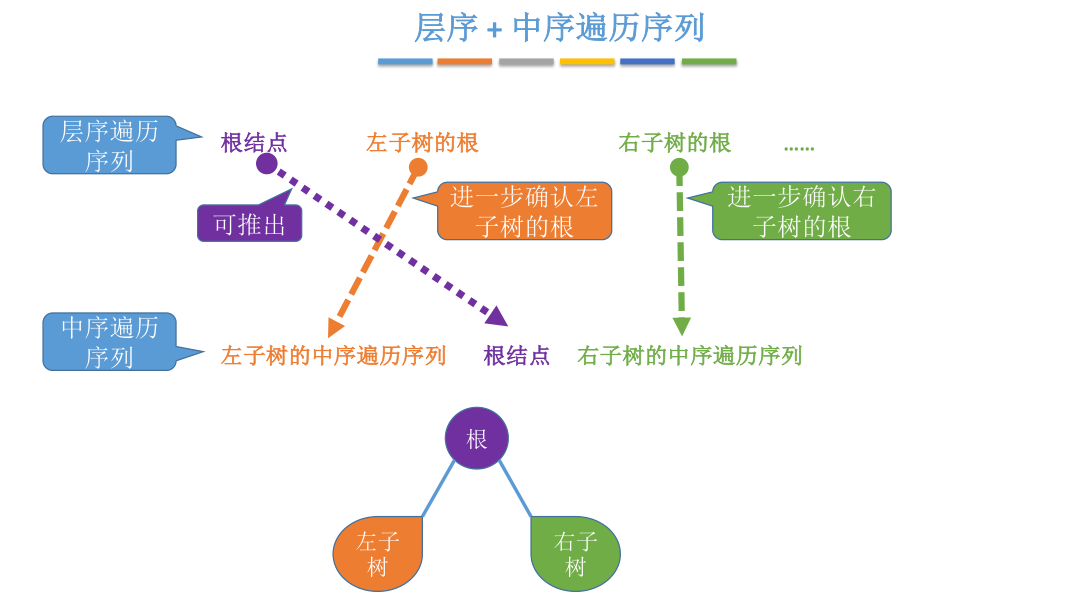 层序 + 中序遍历序列
层序遍历
序列
根结点
左子树的根
右子树的根
......
可推出
进一步确认左
子树的根
进一步确认右
子树的根
中序遍历
序列
左子树的中序遍历序列
根结点
右子树的中序遍历序列
根
左子
树
右子
树